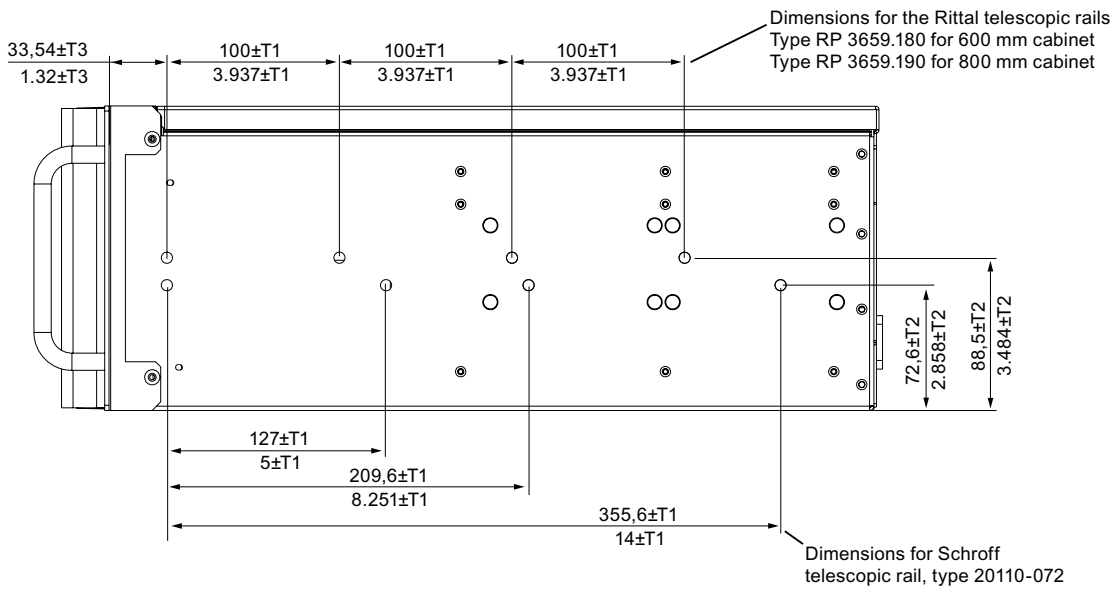 Dimensions for the Rittal telescopic rails
Type RP 3659.180 for 600 mm cabinet
Type RP 3659.190 for 800 mm cabinet
33,54±T3
1.32±T3
100±T1
3.937±T1
100±T1
3.937±T1
100±T1
3.937±T1
72,6±T2
2.858±T2
88,5±T2
3.484±T2
127±T1
5±T1
209,6±T1
8.251±T1
355,6±T1
14±T1
Dimensions for Schroff
telescopic rail, type 20110-072